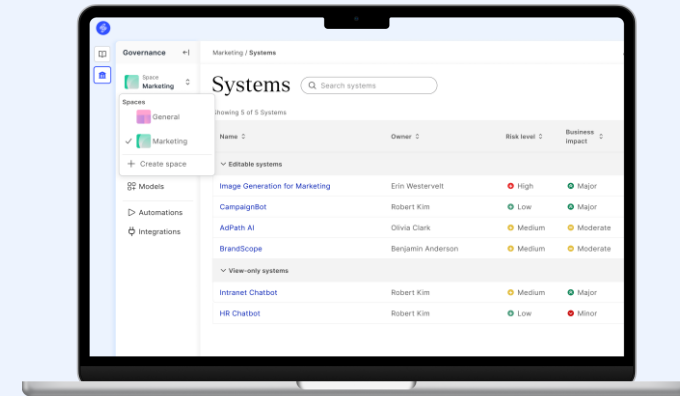 Governance
Marketing / Systems
Space
Marketing
Systems
Search systems
Spaces
General
Marketing
Create space
Showing 5 of 5 Systems
Name
Owner
Risk level
Business impact
Editable systems
Models
Image Generation for Marketing
Erin Westervelt
High
Major
CampaignBot
Robert Kim
Low
Major
Automations
AdPath AI
Olivia Clark
Medium
Moderate
Integrations
BrandScope
Benjamin Anderson
Medium
Moderate
View-only systems
Intranet Chatbot
Robert Kim
Medium
Major
HR Chatbot
Robert Kim
Low
Minor